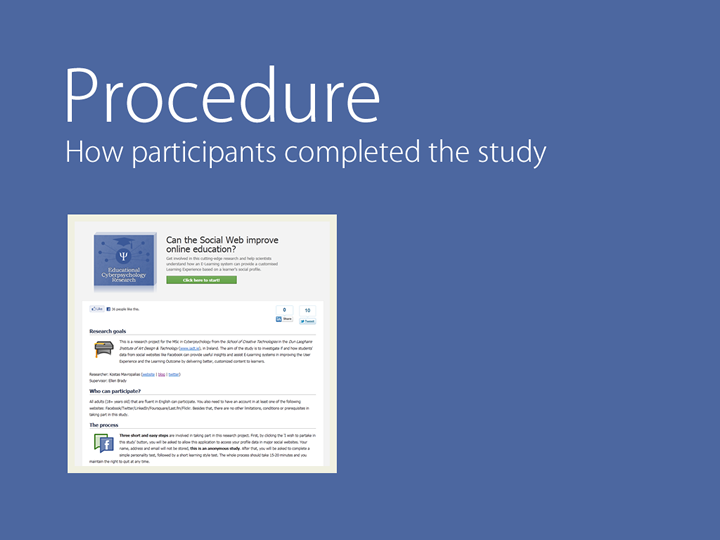 Procedure
How participants completed the study
Can the Social Web improve
online education?
Get involved in this cutting-edge research and help scientists
understand how an E-Learning system can provide a customised
Learning Experience based on a learner's social profile.
Click here to start!
Ψ
Educational
Cyberpsychology
Research
Like
people like this
0
Share
10
Tweet
Research goals
This is a research project for the MSc in Cyberpsychology from the School of Creative Technologies in the Dun Laoghaire
Institute of Art Design & Technology (www.iadt.ie), in Ireland. The aim of the study is to investigate if and how students'
data from social websites like Facebook can provide useful insights and assist E-Learning systems in improving the User
Experience and the Learning Outcome by delivering better, customized content to learners.
Researcher: Kostas Mavropalias (website | blog | twitter)
Supervisor: Ellen Brady
Who can participate?
All adults (18+ years old) that are fluent in English can participate. You also need to have an account in at least one of the following
websites: Facebook/Twitter/LinkedIn/Foursquare/Last.fm/Flickr. Besides that, there are no other limitations, conditions or prerequisites in
taking part in this study.
The process
Three short and easy steps are involved in taking part in this research project. First, by clicking the 'I wish to partake in
this study' button, you will be asked to allow this application to access your profile data in major social websites. Your
name, address and email will not be stored, this is an anonymous study. After that, you will be asked to complete a
simple personality test, followed by a short learning style test. The whole process should take 15-20 minutes and you
maintain the right to quit at any time.